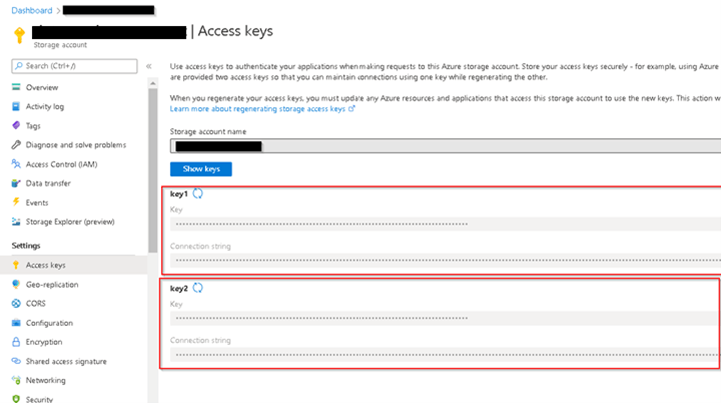 Dashboard >
| Access keys
Storage account
Search (Ctrl+/)
«
Overview
Activity log
Tags
Diagnose and solve problems
Access Control (IAM)
Data transfer
Events
Storage Explorer (preview)
Settings
Access keys
Geo-replication
CORS
Configuration
Encryption
Shared access signature
Networking
Security
Use access keys to authenticate your applications when making requests to this Azure storage account. Store your access keys securely - for example, using Azure
are provided two access keys so that you can maintain connections using one key while regenerating the other.
When you regenerate your access keys, you must update any Azure resources and applications that access this storage account to use the new keys. This action w
Learn more about regenerating storage access keys
Storage account name
Show keys
key1
Key
Connection string
key2
Key
Connection string